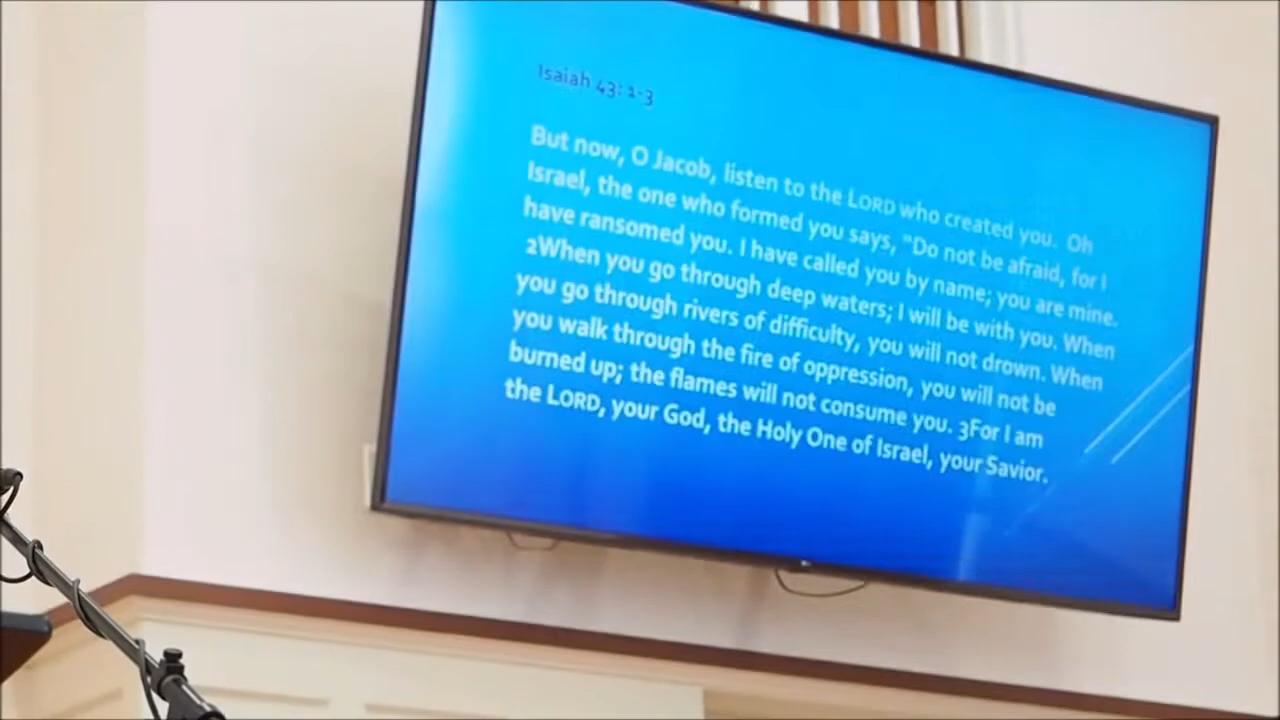 Isaiah 43: 1-3
But now, O Jacob, listen to the LORD who created you. Oh
Israel, the one who formed you says, "Do not be afraid, for I
have ransomed you. I have called you by name; you are mine.
2When you go through deep waters; I will be with you. When
you go through rivers of difficulty, you will not drown. When
you walk through the fire of oppression, you will not be
burned up; the flames will not consume you. 3For I am
the LORD, your God, the Holy One of Israel, your Savior.